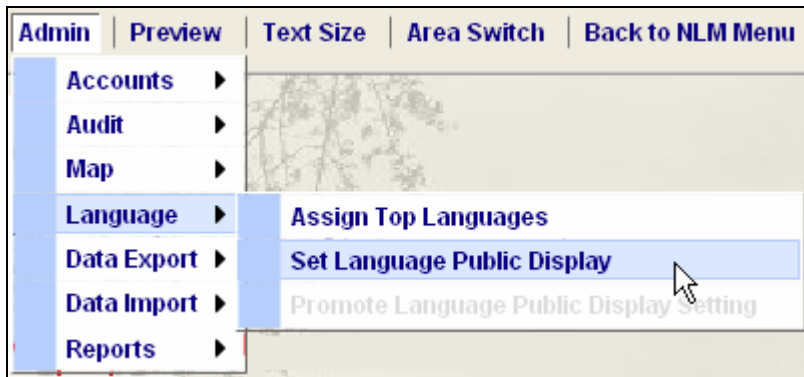 Admin | Preview | Text Size | Area Switch | Back to NLM Menu
Accounts
Audit
Map
Language
Assign Top Languages
Data Export
Set Language Public Display
Data Import
Promote Language Public Display Setting
Reports